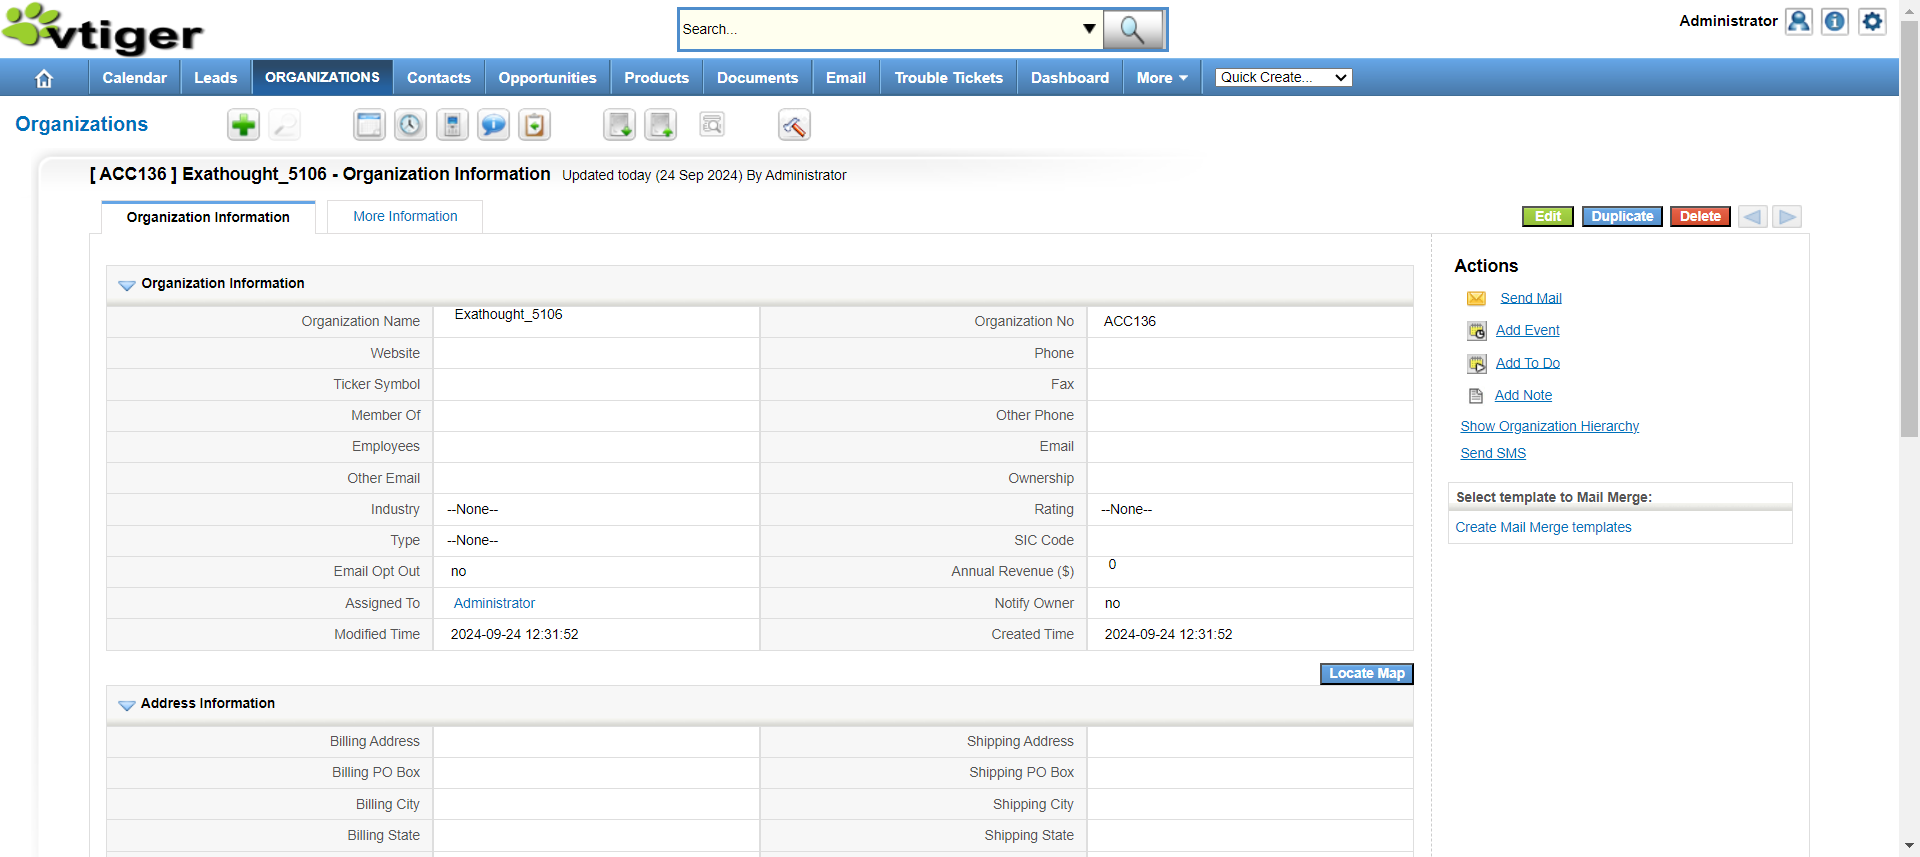 vtiger
Search...
Administrator
Calendar Leads ORGANIZATIONS Contacts Opportunities Products Documents Email Trouble Tickets Dashboard More Quick Create...
Organizations
[ ACC136 ] Exathought_5106 - Organization Information Updated today (24 Sep 2024) By Administrator
Organization Information More Information
Edit Duplicate Delete
Organization Information
Organization Name Exathought_5106 Organization No ACC136
Website Phone
Ticker Symbol Fax
Member Of Other Phone
Employees Email
Other Email Ownership
Industry --None-- Rating --None--
Type --None-- SIC Code
Email Opt Out no Annual Revenue ($) 0
Assigned To Administrator Notify Owner no
Modified Time 2024-09-24 12:31:52 Created Time 2024-09-24 12:31:52
Locate Map
Address Information
Billing Address Shipping Address
Billing PO Box Shipping PO Box
Billing City Shipping City
Billing State Shipping State
Actions
Send Mail
Add Event
Add To Do
Add Note
Show Organization Hierarchy
Send SMS
Select template to Mail Merge:
Create Mail Merge templates